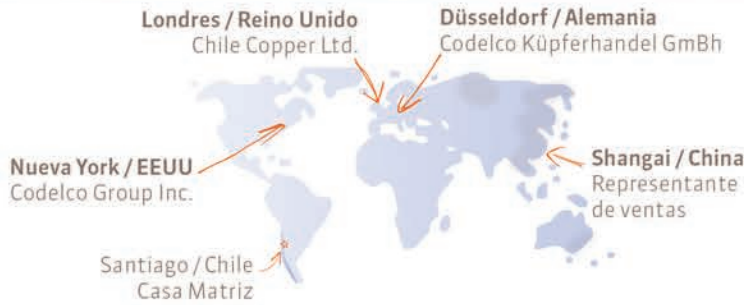 Londres / Reino Unido
Chile Copper Ltd.
Düsseldorf / Alemania
Codelco Küpferhandel GmBh
Nueva York / EEUU
Codelco Group Inc.
Shangai / China
Representante
de ventas
Santiago / Chile
Casa Matriz